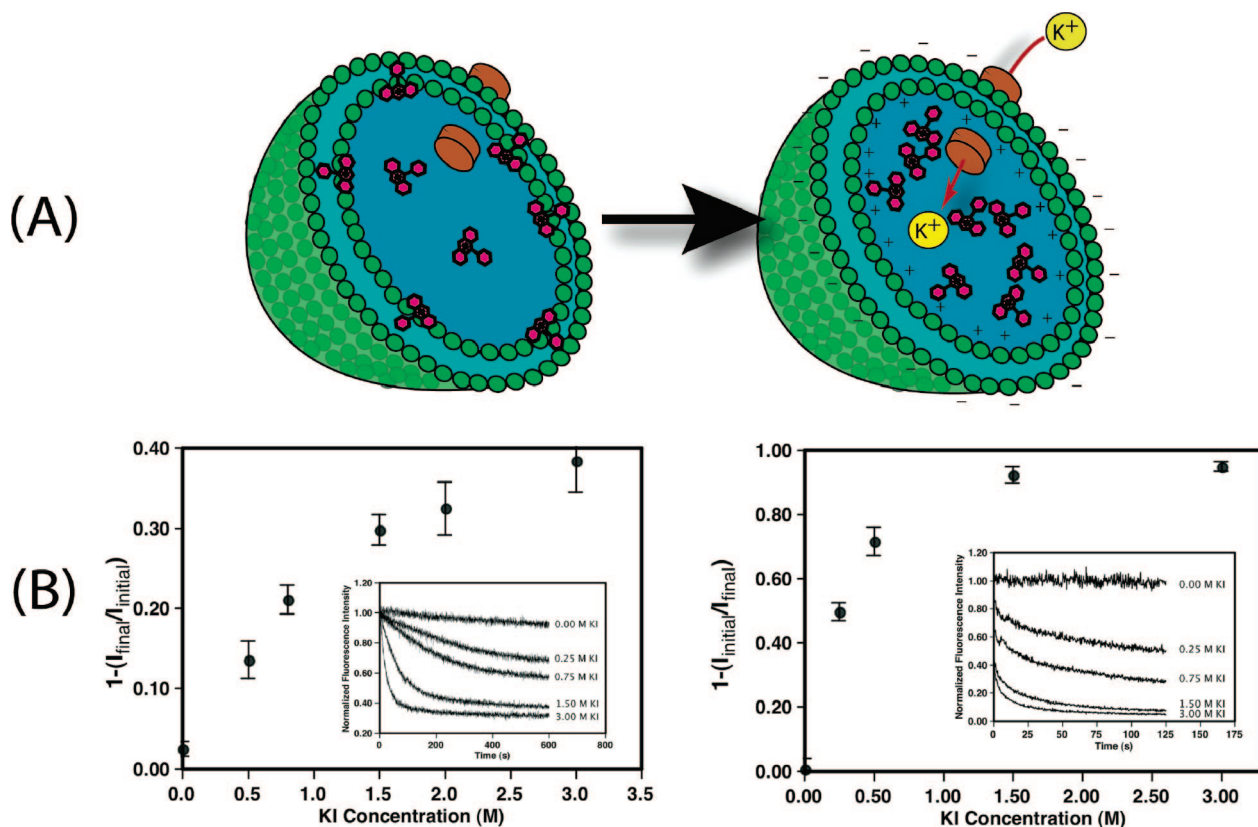 (A)
K+
K+
(B)
1-(Ifinal/Iinitial)
0.40
0.30
0.20
0.10
0.00
0.0 0.5 1.0 1.5 2.0 2.5 3.0 3.5
KI Concentration (M)
Normalized Fluorescence Intensity
1.20
1.00
0.80
0.60
0.40
0.20
0 200 400 600 800
Time (s)
0.00 M KI
0.25 M KI
0.75 M KI
1.50 M KI
3.00 M KI
1-(Iinitial/Ifinal)
1.00
0.80
0.60
0.40
0.20
0.00
0.00 0.50 1.00 1.50 2.00 2.50 3.00
KI Concentration (M)
Normalized Fluorescence Intensity
1.20
1.00
0.80
0.60
0.40
0.20
0.00
0 25 50 75 100 125 150 175
Time (s)
0.00 M KI
0.25 M KI
0.75 M KI
1.50 M KI
3.00 M KI